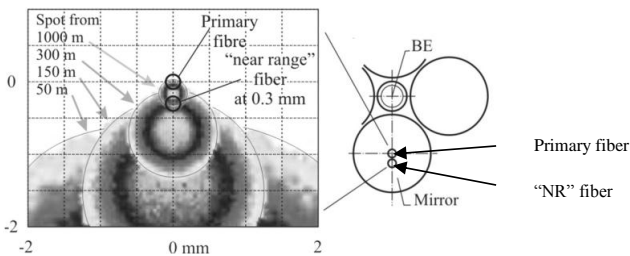 Spot from
1000 m
300 m
150 m
50 m
Primary
fibre
“near range”
fiber
at 0.3 mm
0
-2
-2
0 mm
2
BE
Mirror
Primary fiber
“NR” fiber